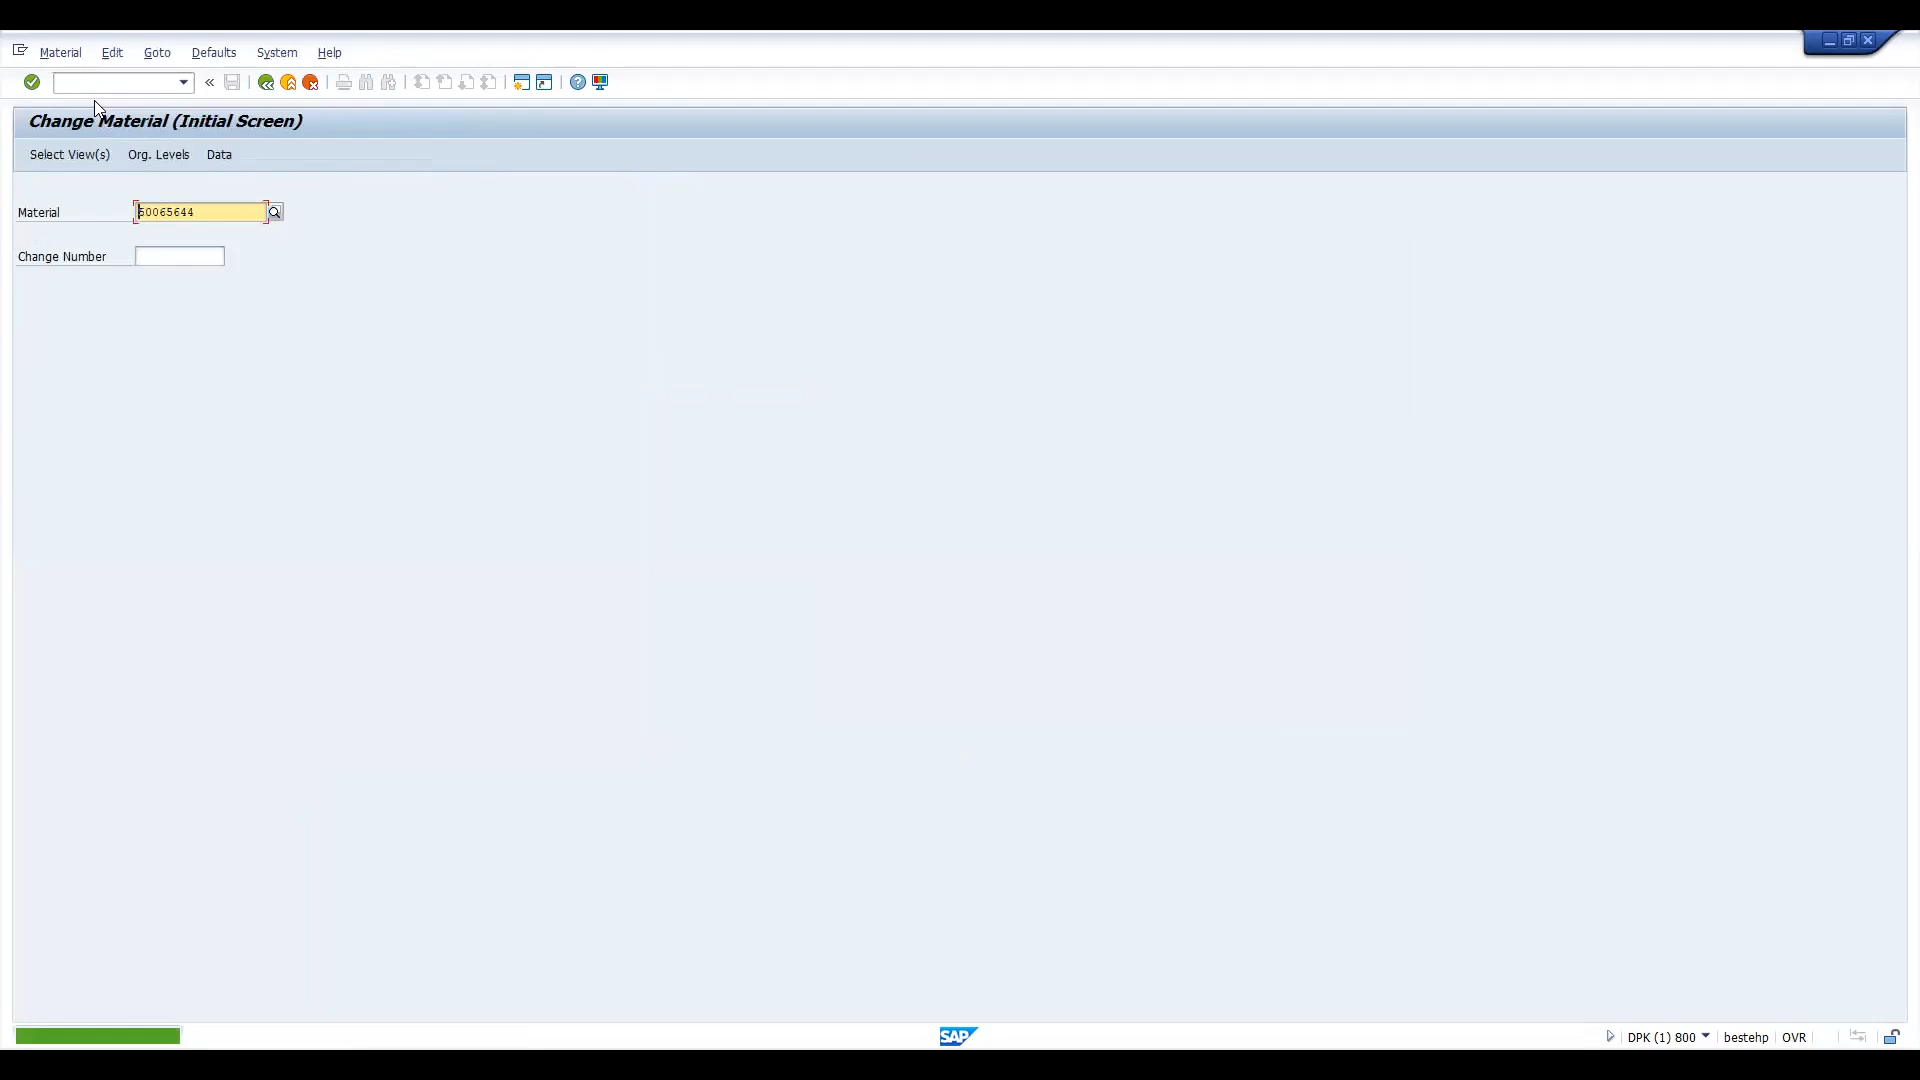 Material Edit Goto Defaults System Help
Change Material (Initial Screen)
Select View(s) Org. Levels Data
Material 50065644
Change Number
SAP
DPK (1) 800 bestehp OVR